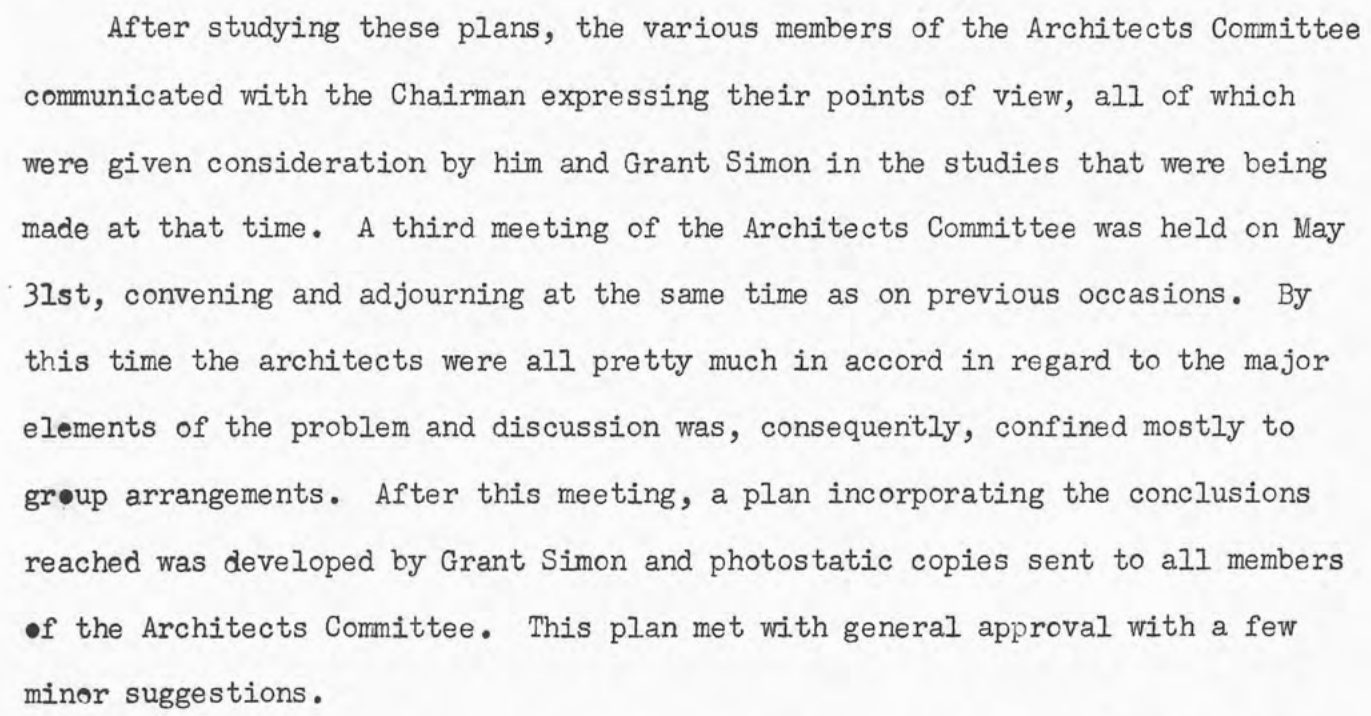 After studying these plans, the various members of the Architects Committee
communicated with the Chairman expressing their points of view, all of which
were given consideration by him and Grant Simon in the studies that were being
made at that time. A third meeting of the Architects Committee was held on May
31st, convening and adjourning at the same time as on previous occasions. By
this time the architects were all pretty much in accord in regard to the major
elements of the problem and discussion was, consequently, confined mostly to
group arrangements. After this meeting, a plan incorporating the conclusions
reached was developed by Grant Simon and photostatic copies sent to all members
of the Architects Committee. This plan met with general approval with a few
minor suggestions.